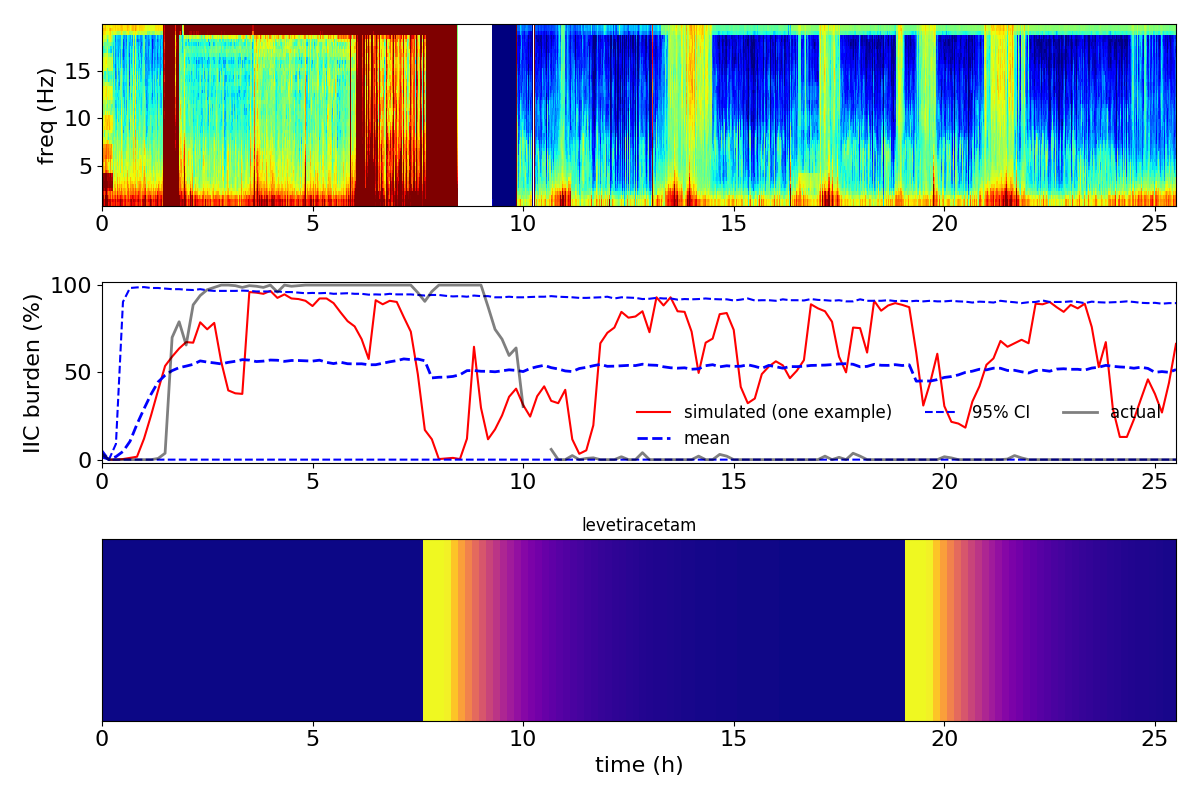 freq (Hz)
15
10
5
0 5 10 15 20 25
IIC burden (%)
100
50
0
simulated (one example) 95% CI actual
mean
0 5 10 15 20 25
levetiracetam
0 5 10 15 20 25
time (h)